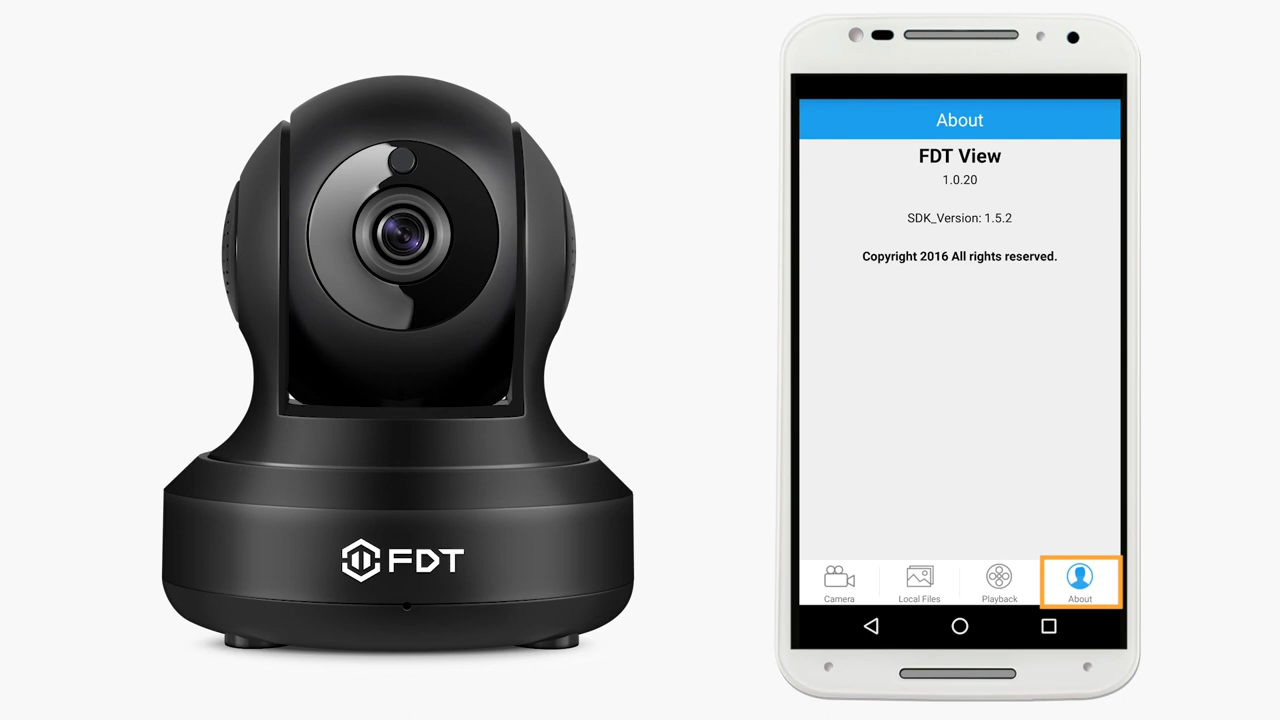 FDT
About
FDT View
1.0.20
SDK_Version: 1.5.2
Copyright 2016 All rights reserved.
Camera
Local Files
Playback
About